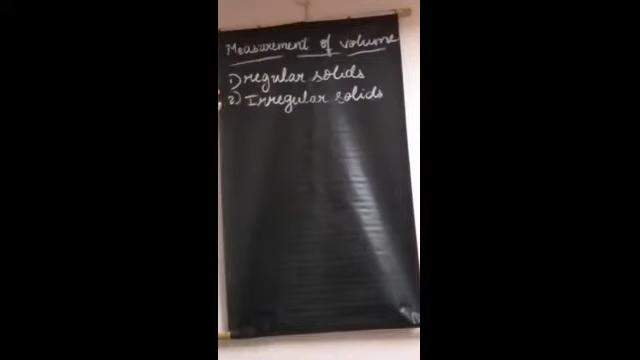 Measurement of volume
1) regular solids
2) Irregular solids